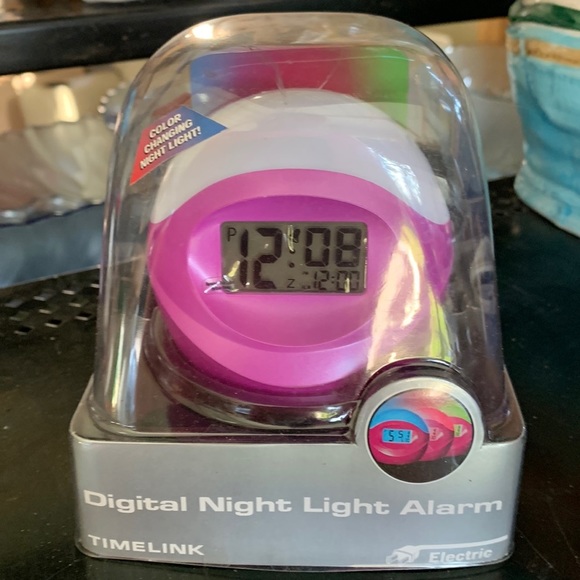 COLOR
CHANGING
NIGHT LIGHT!
P 12:08
Z 12:00
Digital Night Light Alarm
TIMELINK
Electric